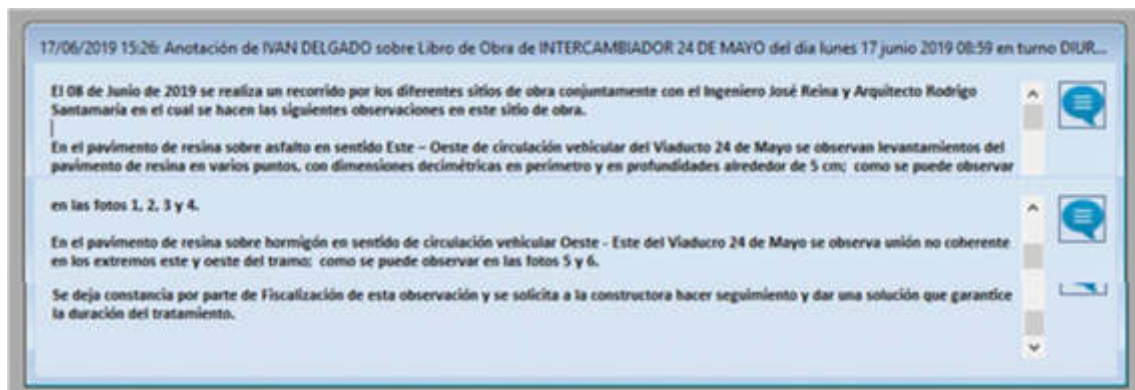 17/06/2019 15:26: Anotación de IVAN DELGADO sobre Libro de Obra de INTERCAMBIADOR 24 DE MAYO del día lunes 17 junio 2019 08:59 en turno DIUR...
El 08 de Junio de 2019 se realiza un recorrido por los diferentes sitios de obra conjuntamente con el Ingeniero José Reina y Arquitecto Rodrigo
Santamaría en el cual se hacen las siguientes observaciones en este sitio de obra.
En el pavimento de resina sobre asfalto en sentido Este – Oeste de circulación vehicular del Viaducto 24 de Mayo se observan levantamientos del
pavimento de resina en varios puntos, con dimensiones decimétricas en perímetro y en profundidades alrededor de 5 cm; como se puede observar
en las fotos 1, 2, 3 y 4.
En el pavimento de resina sobre hormigón en sentido de circulación vehicular Oeste - Este del Viaducro 24 de Mayo se observa unión no coherente
en los extremos este y oeste del tramo; como se puede observar en las fotos 5 y 6.
Se deja constancia por parte de Fiscalización de esta observación y se solicita a la constructora hacer seguimiento y dar una solución que garantice
la duración del tratamiento.